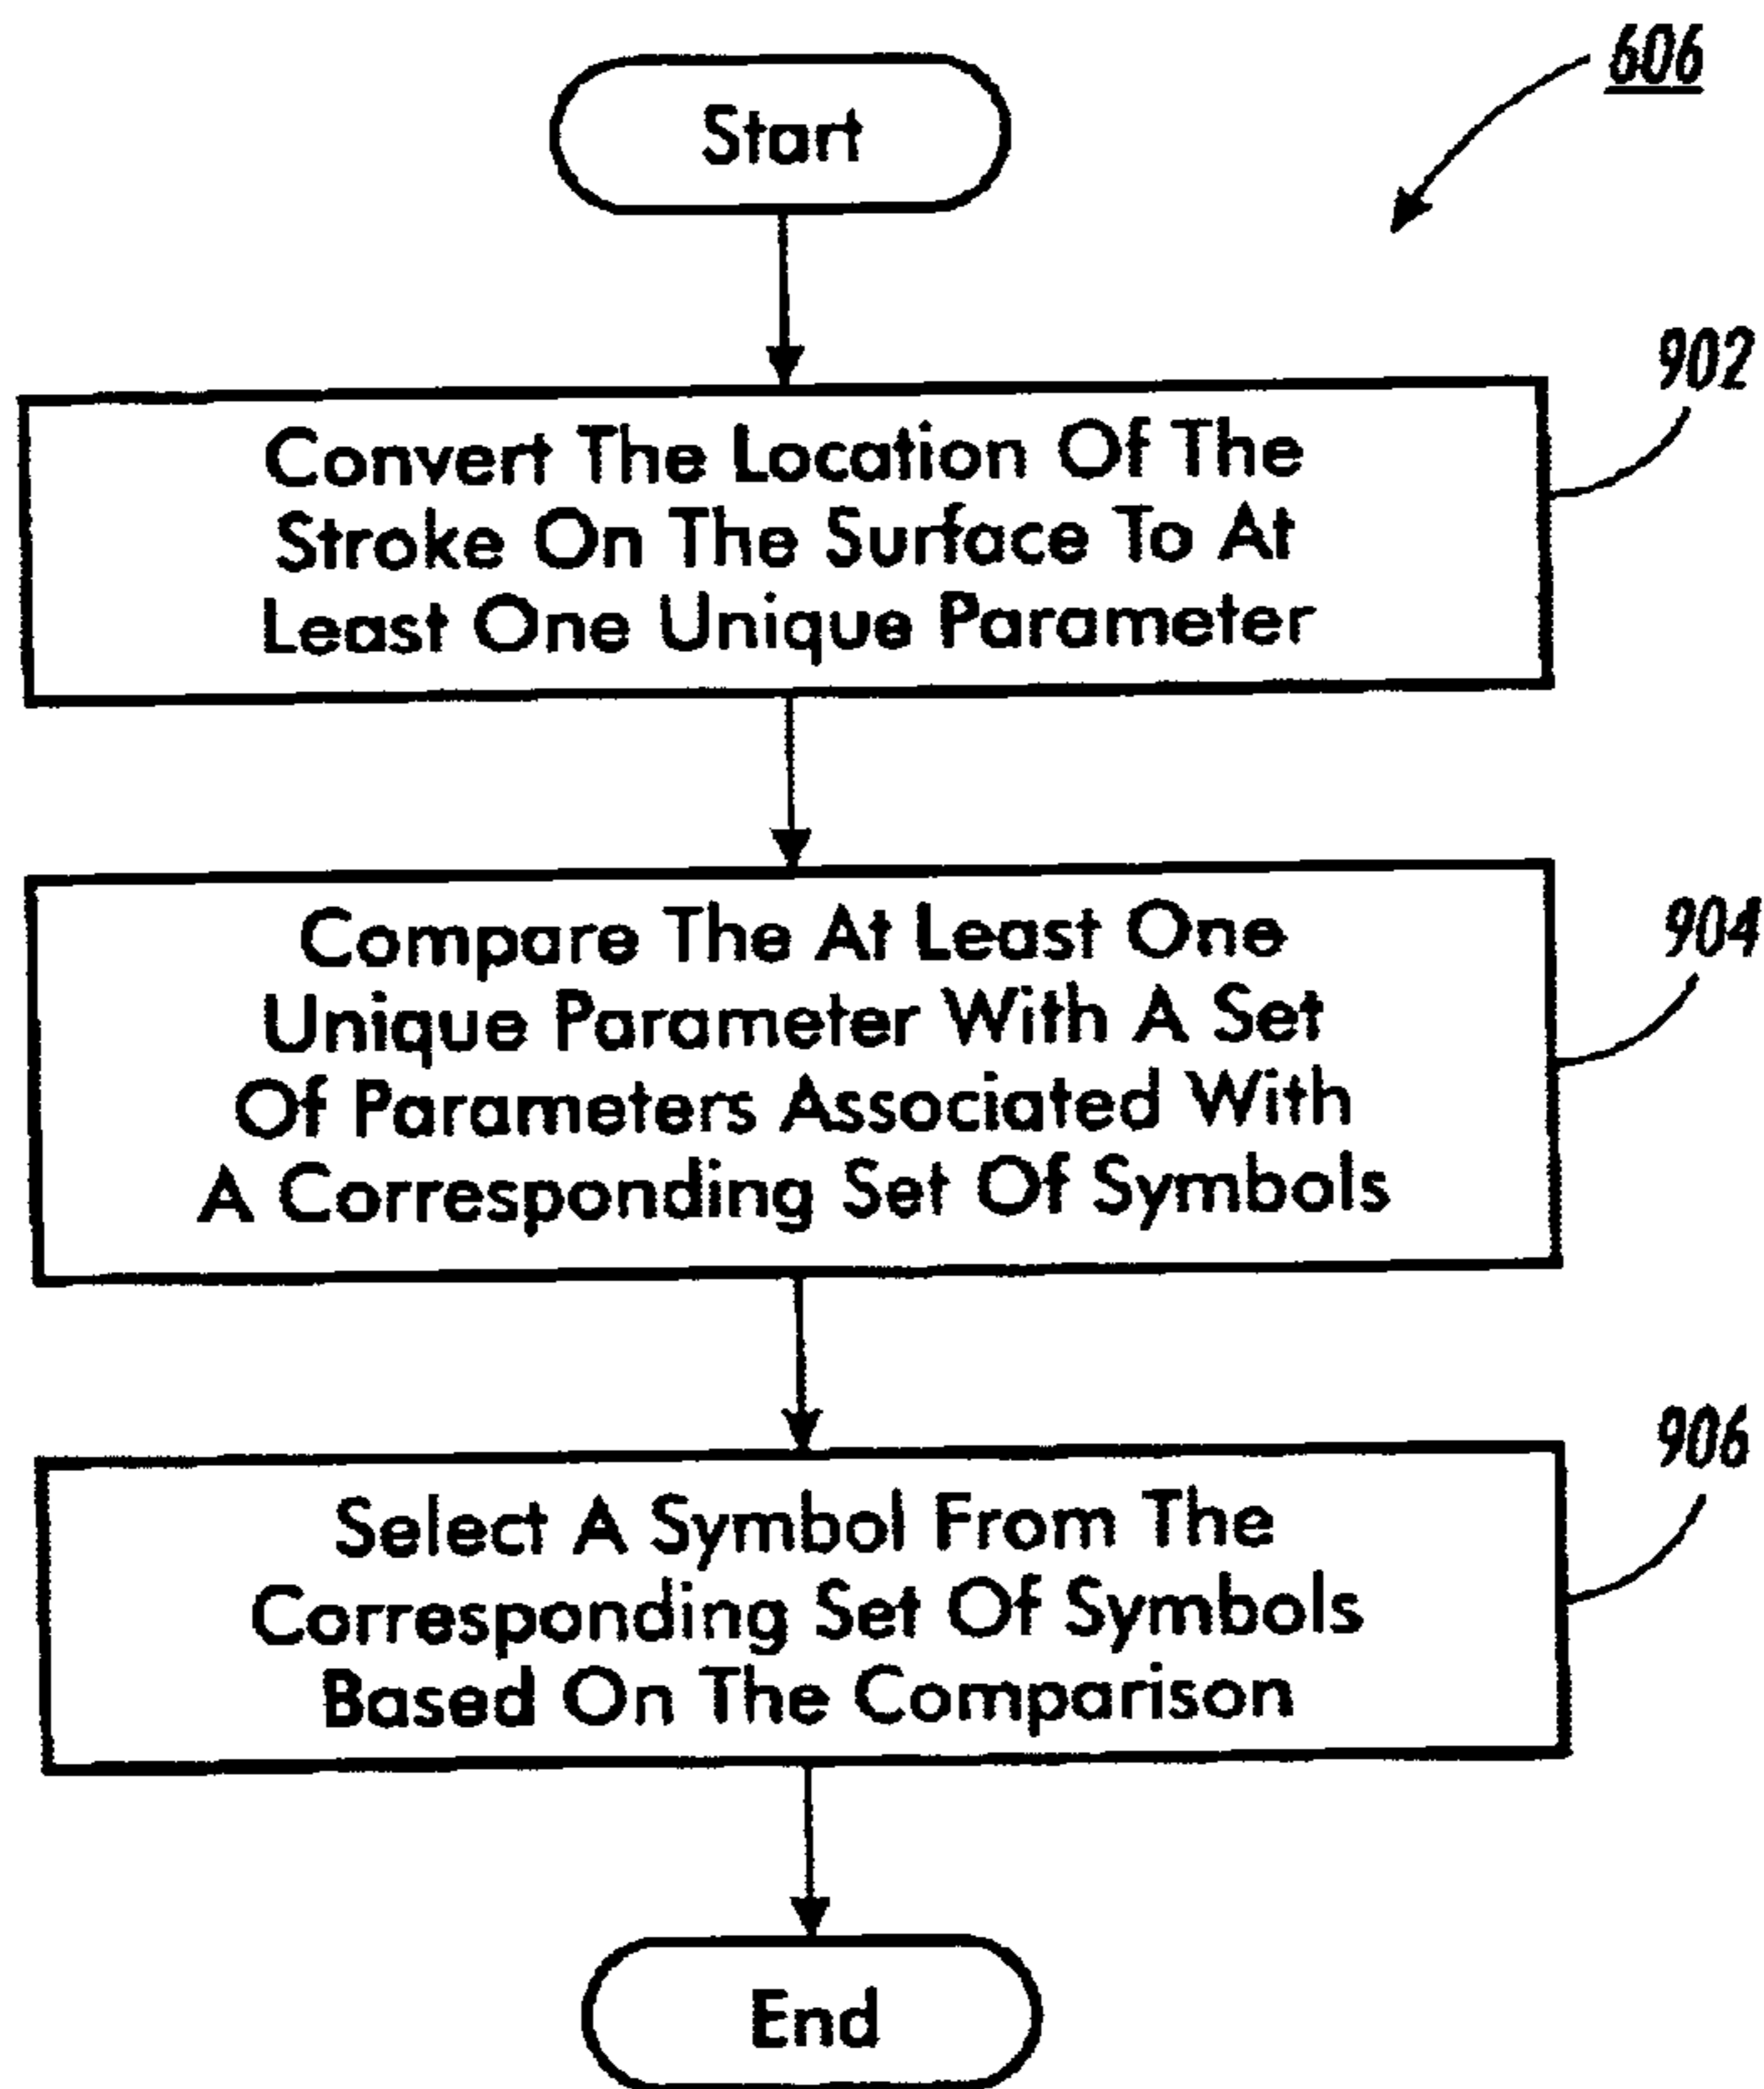 606
Start
902
Convert The Location Of The
Stroke On The Surface To At
Least One Unique Parameter
904
Compare The At Least One
Unique Parameter With A Set
Of Parameters Associated With
A Corresponding Set Of Symbols
906
Select A Symbol From The
Corresponding Set Of Symbols
Based On The Comparison
End